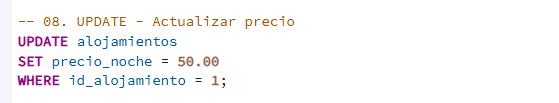 -- 08. UPDATE - Actualizar precio
UPDATE alojamientos
SET precio_noche = 50.00
WHERE id_alojamiento = 1;